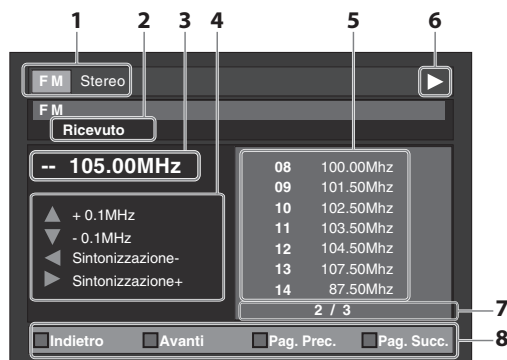 1 2 3 4 5 6
FM Stereo
FM
Ricevuto
-- 105.00MHz
+ 0.1MHz
- 0.1MHz
Sintonizzazione-
Sintonizzazione+
08 100.00Mhz
09 101.50Mhz
10 102.50Mhz
11 103.50Mhz
12 104.50Mhz
13 107.50Mhz
14 87.50Mhz
2 / 3
7
Indietro Avanti Pag. Prec. Pag. Succ.
8